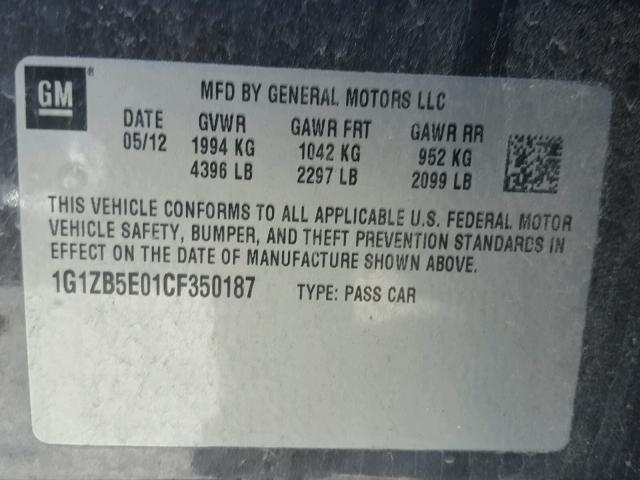 GM ®
MFD BY GENERAL MOTORS LLC
DATE GVWR GAWR FRT GAWR RR
05/12 1994 KG 1042 KG 952 KG
4396 LB 2297 LB 2099 LB
THIS VEHICLE CONFORMS TO ALL APPLICABLE U.S. FEDERAL MOTOR
VEHICLE SAFETY, BUMPER, AND THEFT PREVENTION STANDARDS IN
EFFECT ON THE DATE OF MANUFACTURE SHOWN ABOVE.
1G1ZB5E01CF350187 TYPE: PASS CAR